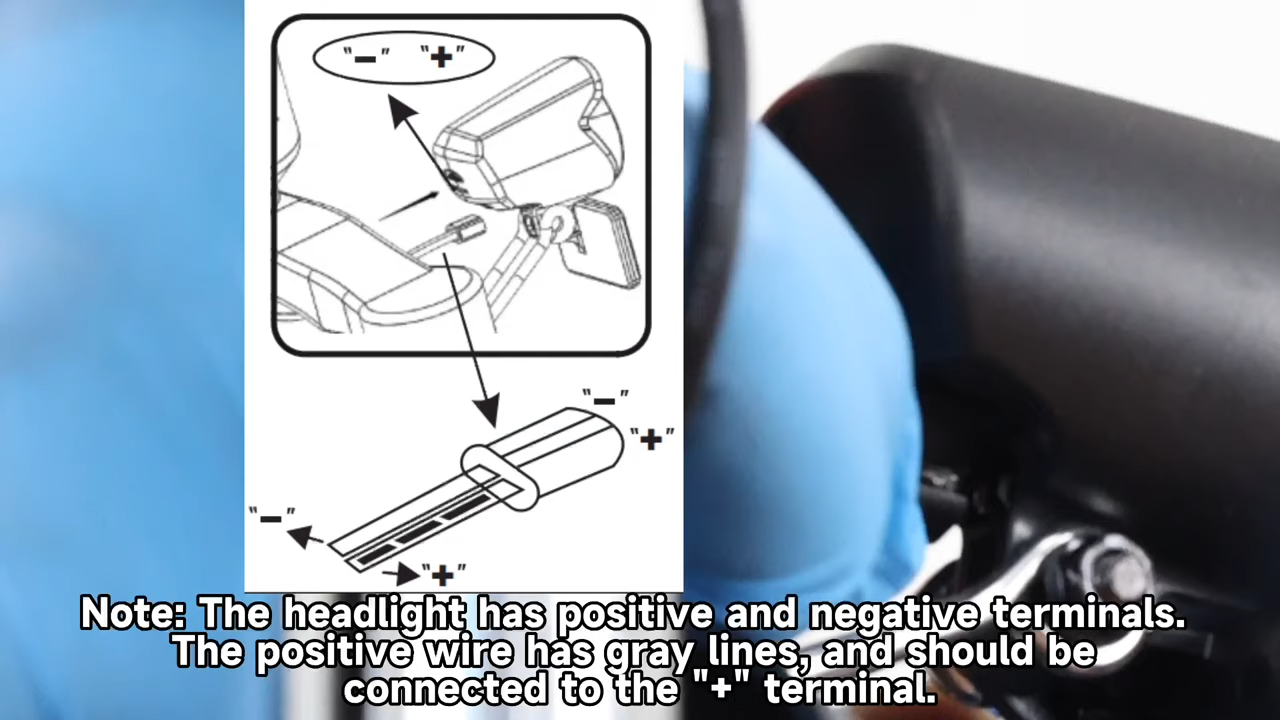 "−" "+"
"−"
"+"
"−"
"+"
Note: The headlight has positive and negative terminals.
The positive wire has gray lines, and should be
connected to the "+" terminal.